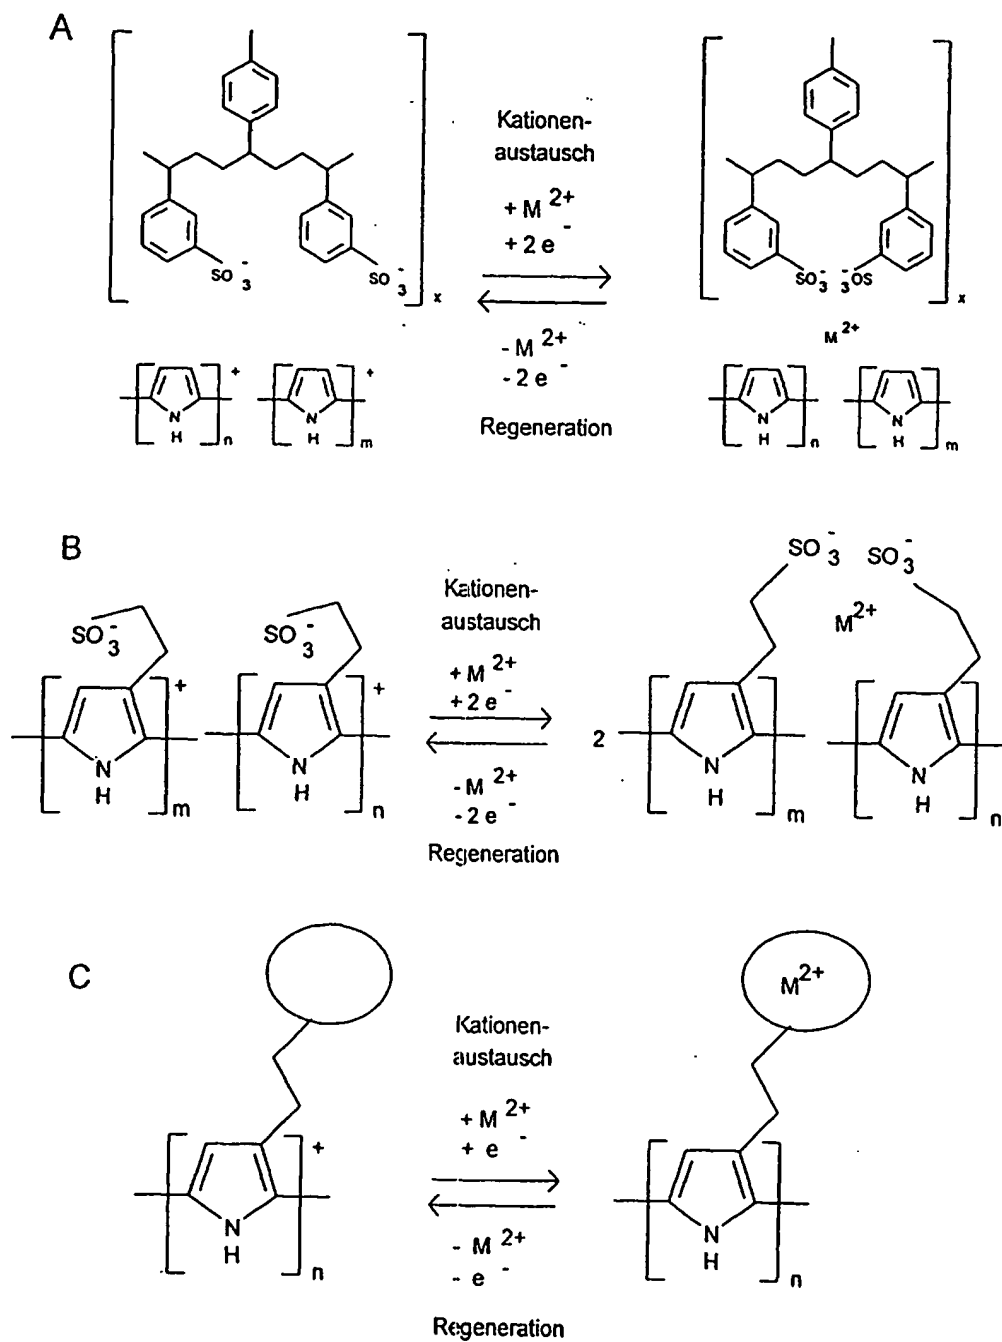 A
Kationen-
austausch
+ M 2+
+ 2 e -
- M 2+
- 2 e -
Regeneration
SO 3 -
SO 3 -
x
SO 3 -
- 3 OS
x
M 2+
N
H
n
+
N
H
m
+
N
H
n
N
H
m
B
SO 3 -
SO 3 -
Kationen-
austausch
+ M 2+
+ 2 e -
- M 2+
- 2 e -
Regeneration
SO 3 -
SO 3 -
M 2+
N
H
m
+
N
H
n
+
2
N
H
m
N
H
n
C
Kationen-
austausch
+ M 2+
+ e -
- M 2+
- e -
Regeneration
M 2+
N
H
n
+
N
H
n